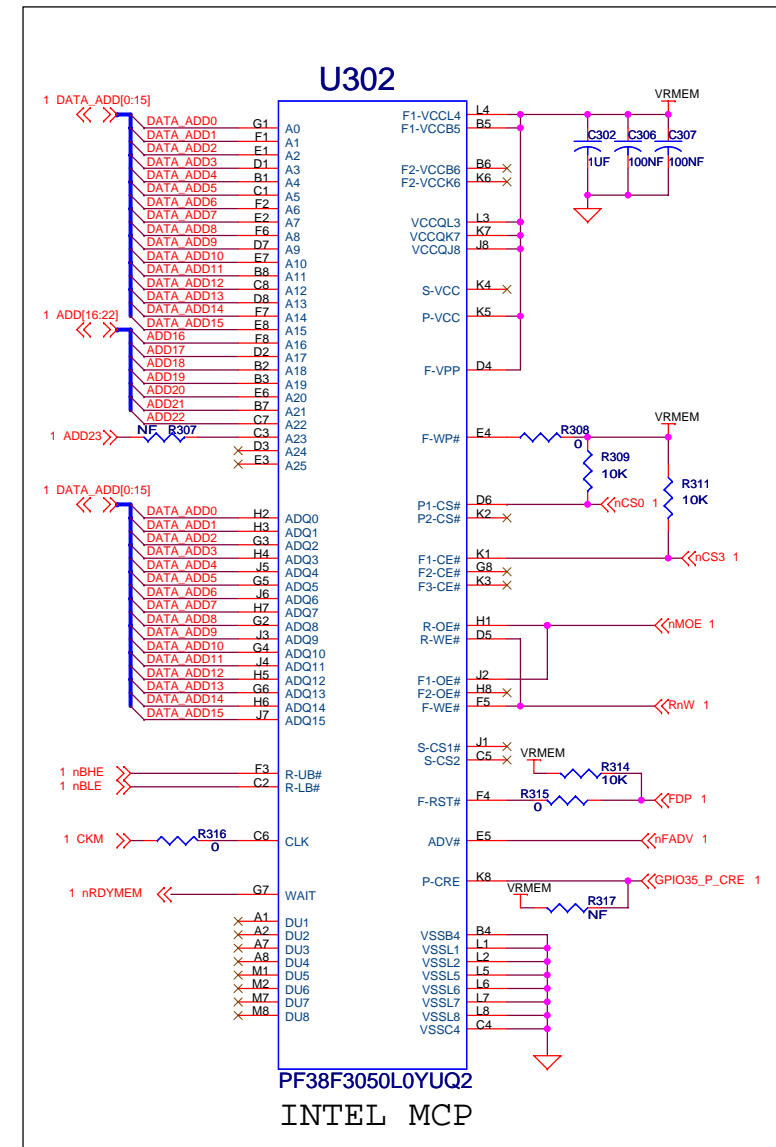 U302
1 DATA_ADD[0:15]
DATA_ADD0 G1 A0
DATA_ADD1 F1 A1
DATA_ADD2 E1 A2
DATA_ADD3 D1 A3
DATA_ADD4 B1 A4
DATA_ADD5 C1 A5
DATA_ADD6 F2 A6
DATA_ADD7 E2 A7
DATA_ADD8 F6 A8
DATA_ADD9 D7 A9
DATA_ADD10 E7 A10
DATA_ADD11 B8 A11
DATA_ADD12 C8 A12
DATA_ADD13 D8 A13
DATA_ADD14 F7 A14
DATA_ADD15 E8 A15
1 ADD[16:22]
ADD16 F8 A16
ADD17 D2 A17
ADD18 B2 A18
ADD19 B3 A19
ADD20 E6 A20
ADD21 B7 A21
ADD22 C7 A22
1 ADD23 NF R307 C3 A23
D3 A24
E3 A25
1 DATA_ADD[0:15]
DATA_ADD0 H2 ADQ0
DATA_ADD1 H3 ADQ1
DATA_ADD2 G3 ADQ2
DATA_ADD3 H4 ADQ3
DATA_ADD4 J5 ADQ4
DATA_ADD5 G5 ADQ5
DATA_ADD6 J6 ADQ6
DATA_ADD7 H7 ADQ7
DATA_ADD8 G2 ADQ8
DATA_ADD9 J3 ADQ9
DATA_ADD10 G4 ADQ10
DATA_ADD11 J4 ADQ11
DATA_ADD12 H5 ADQ12
DATA_ADD13 G6 ADQ13
DATA_ADD14 H6 ADQ14
DATA_ADD15 J7 ADQ15
1 nBHE F3 R-UB#
1 nBLE C2 R-LB#
1 CKM R316 0 C6 CLK
1 nRDYMEM G7 WAIT
A1 DU1
A2 DU2
A7 DU3
A8 DU4
M1 DU5
M2 DU6
M7 DU7
M8 DU8
VRMEM
F1-VCCL4 L4
F1-VCCB5 B5
C302 C306 C307
1UF 100NF 100NF
F2-VCCB6 B6
F2-VCCK6 K6
VCCQL3 L3
VCCQK7 K7
VCCQJ8 J8
S-VCC K4
P-VCC K5
F-VPP D4
VRMEM
F-WP# E4 R308 0
R309 10K
R311 10K
P1-CS# D6 nCS0 1
P2-CS# K2
F1-CE# K1 nCS3 1
F2-CE# G8
F3-CE# K3
R-OE# H1 nMOE 1
R-WE# D5
F1-OE# J2
F2-OE# H8
F-WE# F5 RnW 1
S-CS1# J1
S-CS2 C5
VRMEM R314 10K
F-RST# F4 R315 0 FDP 1
ADV# E5 nFADV 1
P-CRE K8 GPIO35_P_CRE 1
VRMEM R317 NF
VSSB4 B4
VSSL1 L1
VSSL2 L2
VSSL5 L5
VSSL6 L6
VSSL7 L7
VSSL8 L8
VSSC4 C4
PF38F3050L0YUQ2
INTEL MCP